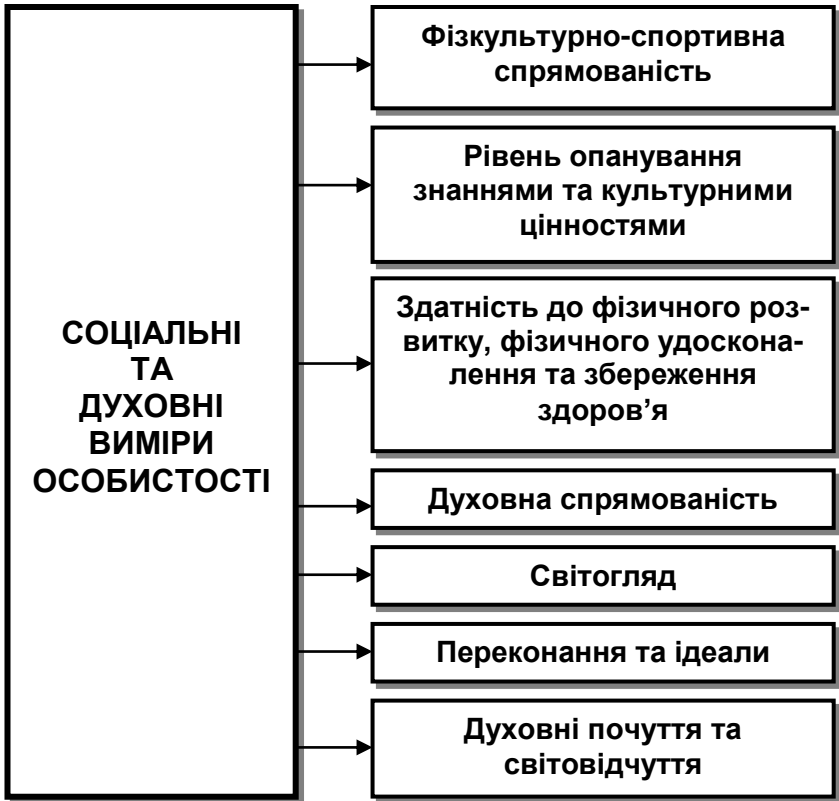 СОЦІАЛЬНІ
ТА
ДУХОВНІ
ВИМІРИ
ОСОБИСТОСТІ
Фізкультурно-спортивна
спрямованість
Рівень опанування
знаннями та культурними
цінностями
Здатність до фізичного роз-
витку, фізичного удоскона-
лення та збереження
здоров’я
Духовна спрямованість
Світогляд
Переконання та ідеали
Духовні почуття та
світовідчуття